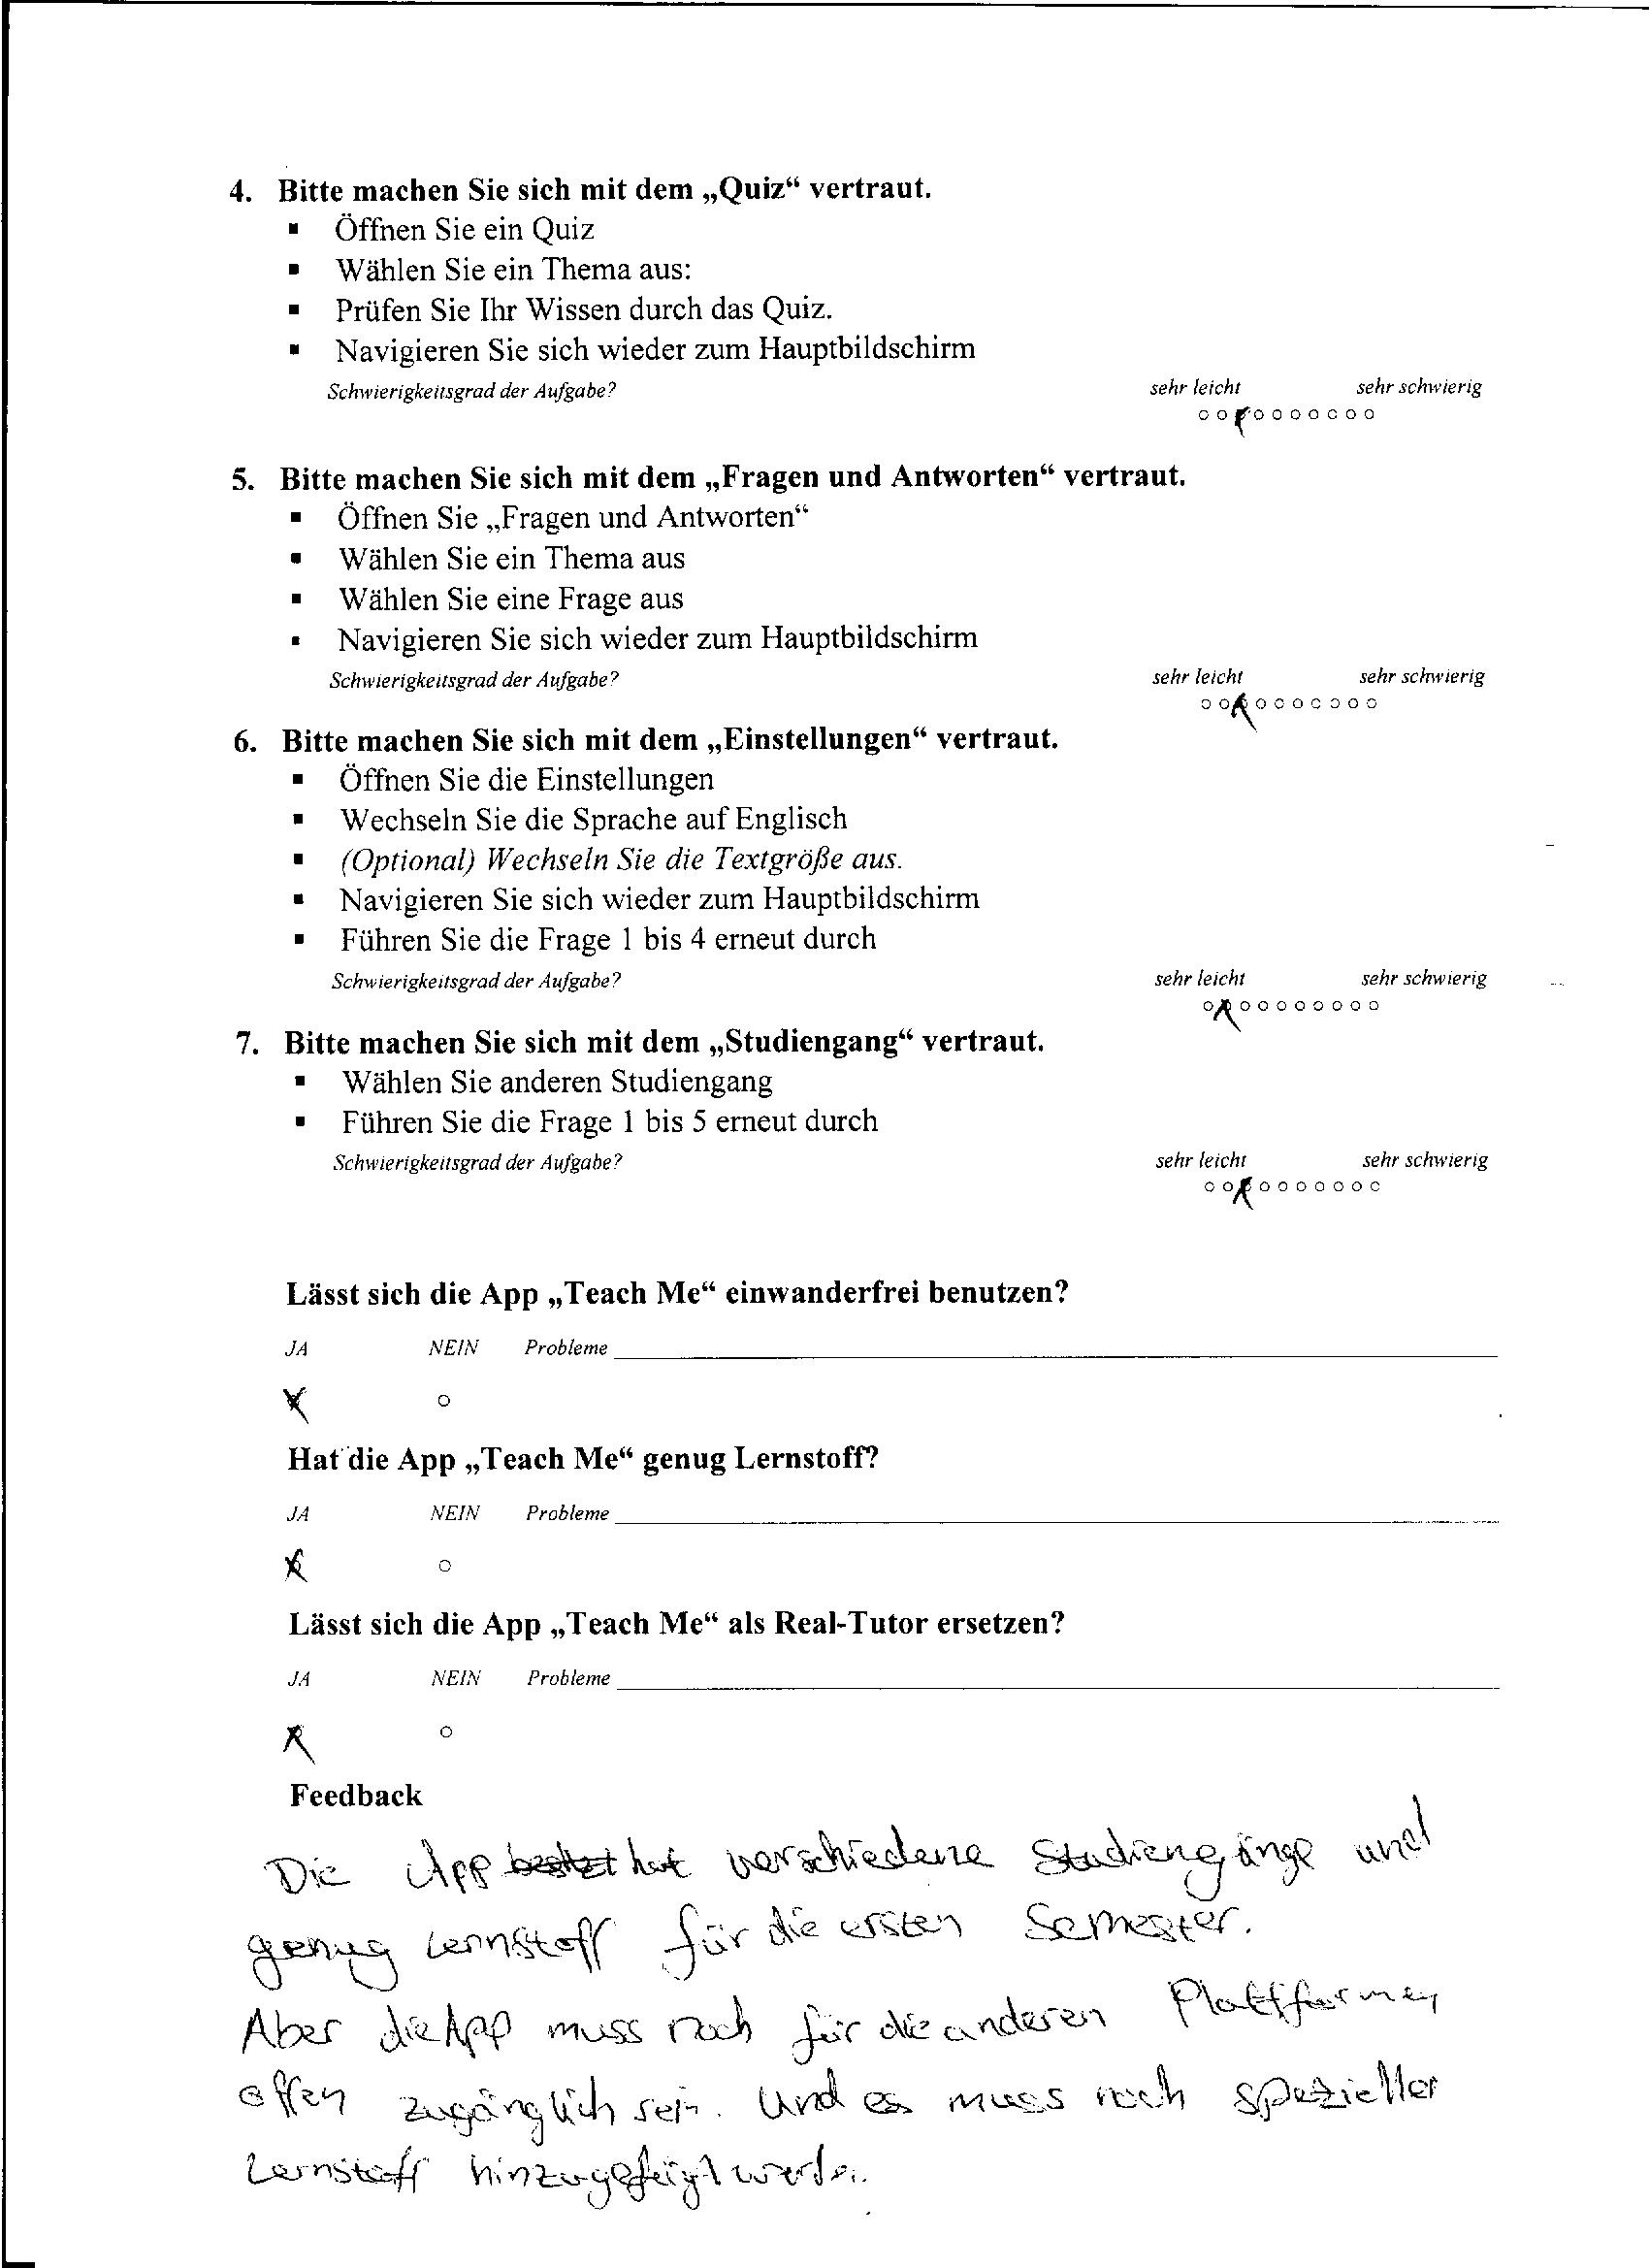 4. Bitte machen Sie sich mit dem „Quiz“ vertraut.
▪ Öffnen Sie ein Quiz
▪ Wählen Sie ein Thema aus:
▪ Prüfen Sie Ihr Wissen durch das Quiz.
▪ Navigieren Sie sich wieder zum Hauptbildschirm
Schwierigkeitsgrad der Aufgabe? sehr leicht sehr schwierig
5. Bitte machen Sie sich mit dem „Fragen und Antworten“ vertraut.
▪ Öffnen Sie „Fragen und Antworten“
▪ Wählen Sie ein Thema aus
▪ Wählen Sie eine Frage aus
▪ Navigieren Sie sich wieder zum Hauptbildschirm
Schwierigkeitsgrad der Aufgabe? sehr leicht sehr schwierig
6. Bitte machen Sie sich mit dem „Einstellungen“ vertraut.
▪ Öffnen Sie die Einstellungen
▪ Wechseln Sie die Sprache auf Englisch
▪ (Optional) Wechseln Sie die Textgröße aus.
▪ Navigieren Sie sich wieder zum Hauptbildschirm
▪ Führen Sie die Frage 1 bis 4 erneut durch
Schwierigkeitsgrad der Aufgabe? sehr leicht sehr schwierig
7. Bitte machen Sie sich mit dem „Studiengang“ vertraut.
▪ Wählen Sie anderen Studiengang
▪ Führen Sie die Frage 1 bis 5 erneut durch
Schwierigkeitsgrad der Aufgabe? sehr leicht sehr schwierig
Lässt sich die App „Teach Me“ einwanderfrei benutzen?
JA NEIN Probleme
Hat die App „Teach Me“ genug Lernstoff?
JA NEIN Probleme
Lässt sich die App „Teach Me“ als Real-Tutor ersetzen?
JA NEIN Probleme
Feedback
Die App hat verschiedene Studiengänge und
genug Lernstoff für die ersten Semester.
Aber die App muss noch für die anderen Plattformen
offen zugänglich sein. Und es muss noch spezieller
Lernstoff hinzugefügt werden.